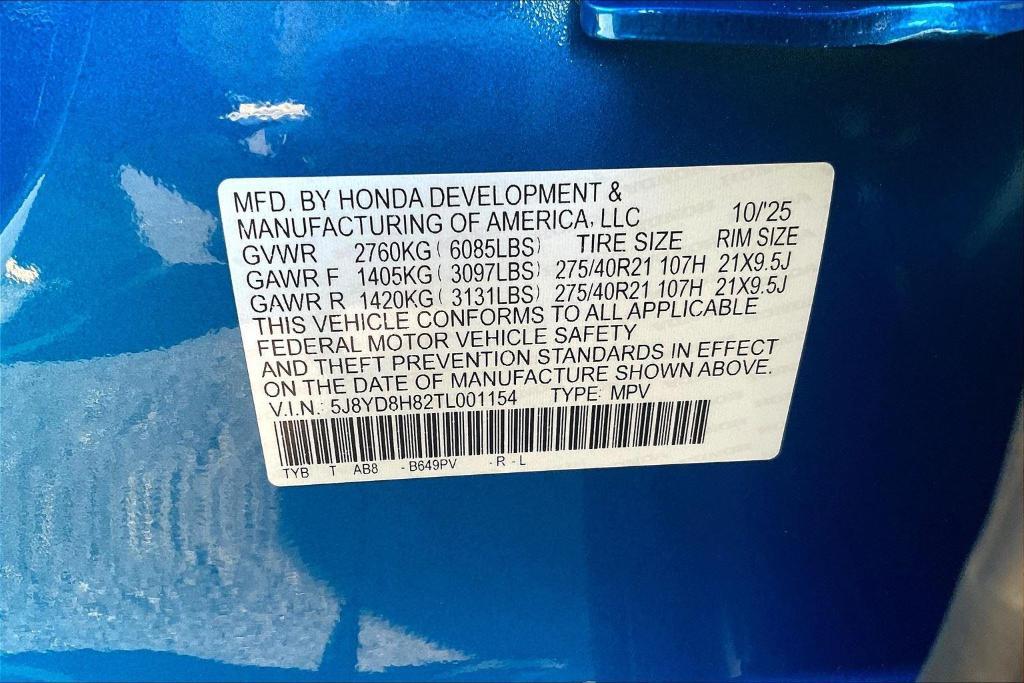 MFD. BY HONDA DEVELOPMENT &
MANUFACTURING OF AMERICA, LLC 10/'25
GVWR 2760KG ( 6085LBS) TIRE SIZE RIM SIZE
GAWR F 1405KG ( 3097LBS) 275/40R21 107H 21X9.5J
GAWR R 1420KG ( 3131LBS) 275/40R21 107H 21X9.5J
THIS VEHICLE CONFORMS TO ALL APPLICABLE
FEDERAL MOTOR VEHICLE SAFETY
AND THEFT PREVENTION STANDARDS IN EFFECT
ON THE DATE OF MANUFACTURE SHOWN ABOVE.
V.I.N.: 5J8YD8H82TL001154 TYPE: MPV
TYB T AB8 -B649PV -R -L